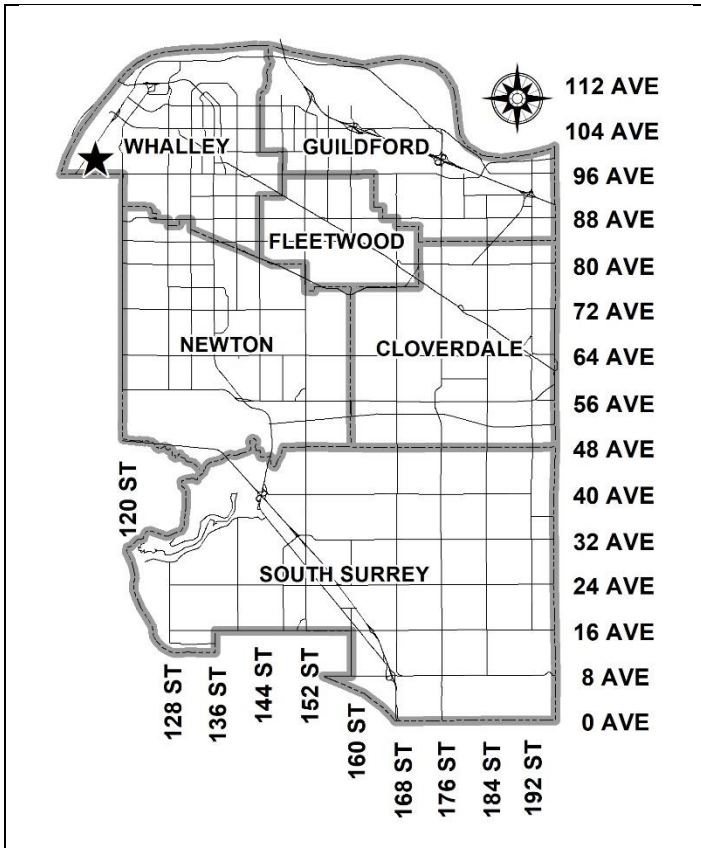 112 AVE
104 AVE
WHALLEY
GUILDFORD
96 AVE
88 AVE
FLEETWOOD
80 AVE
72 AVE
NEWTON
CLOVERDALE
64 AVE
56 AVE
48 AVE
120 ST
40 AVE
32 AVE
SOUTH SURREY
24 AVE
16 AVE
128 ST
136 ST
144 ST
152 ST
160 ST
168 ST
176 ST
184 ST
192 ST
8 AVE
0 AVE